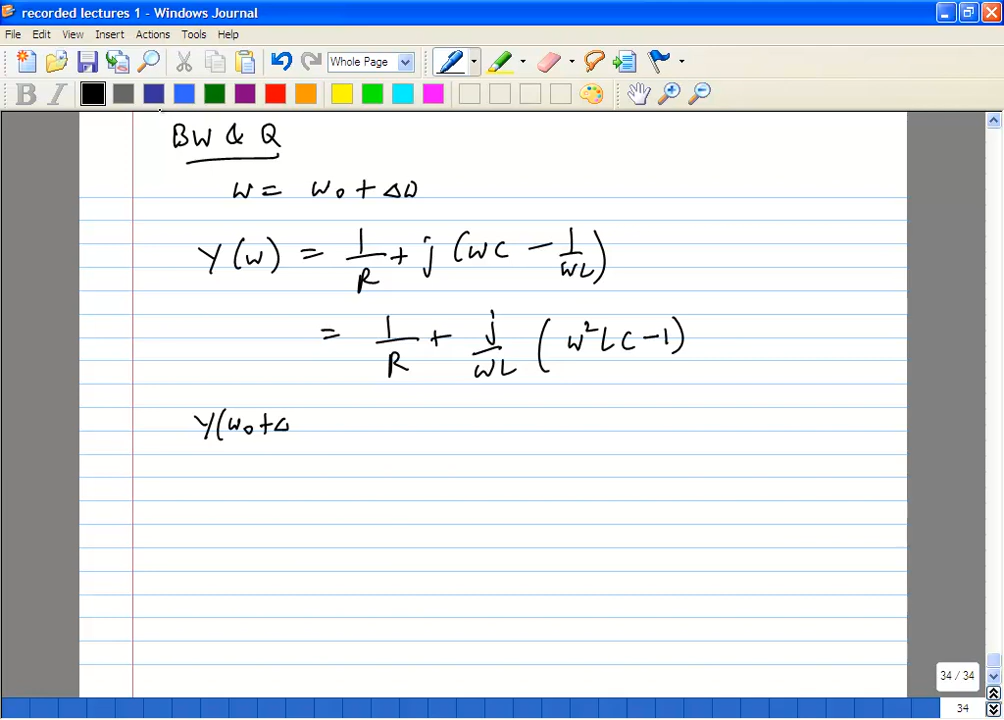 recorded lectures 1 - Windows Journal
File Edit View Insert Actions Tools Help
Whole Page
B I
BW & Q
W = W₀ + ΔW
Y(W) = 1/R + j (WC - 1/WL)
= 1/R + j/WL (W²LC - 1)
Y(W₀ + Δ
34 / 34
34